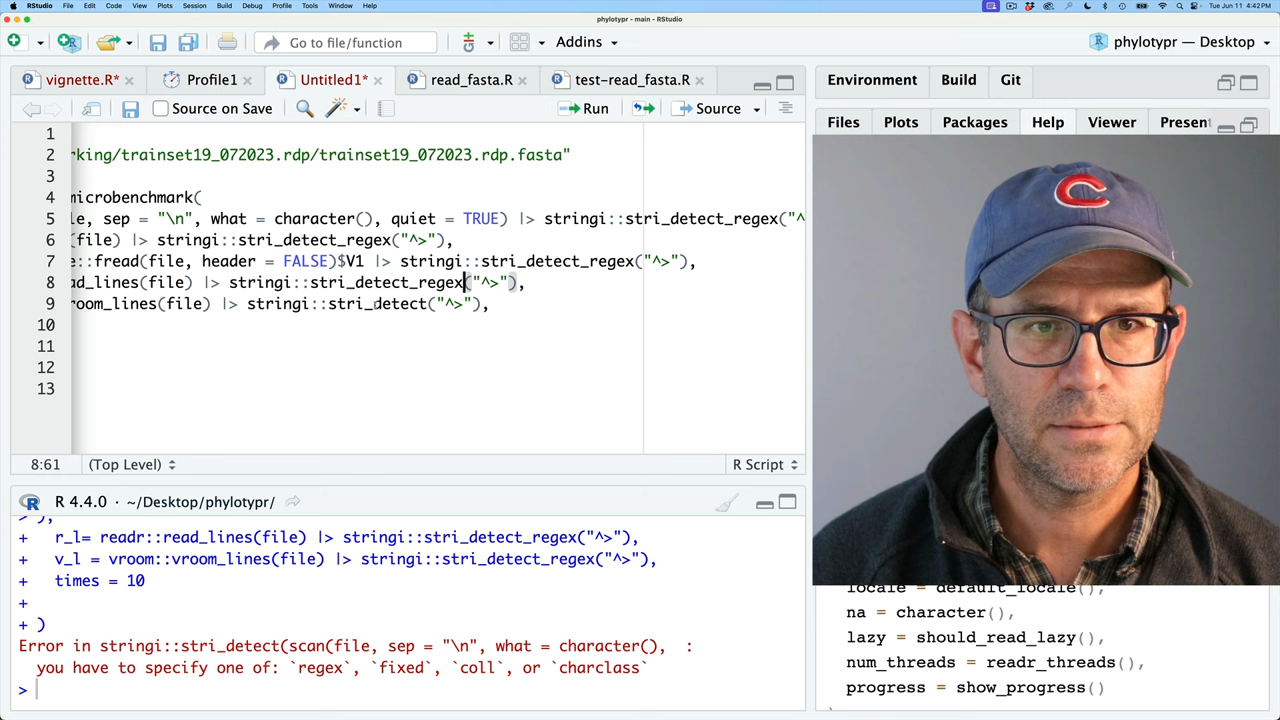 RStudio File Edit Code View Plots Session Build Debug Profile Tools Window Help
Tue Jun 11 4:42 PM
phylotypr - main - RStudio
Go to file/function
Addins
phylotypr — Desktop
vignette.R*
Profile1
Untitled1*
read_fasta.R
test-read_fasta.R
Environment
Build
Git
Source on Save
Run
Source
Files
Plots
Packages
Help
Viewer
Present
1
2 rking/trainset19_072023.rdp/trainset19_072023.rdp.fasta"
3
4 microbenchmark(
5 le, sep = "\n", what = character(), quiet = TRUE) |> stringi::stri_detect_regex("^
6 (file) |> stringi::stri_detect_regex("^>"),
7 e::fread(file, header = FALSE)$V1 |> stringi::stri_detect_regex("^>"),
8 ad_lines(file) |> stringi::stri_detect_regex("^>"),
9 room_lines(file) |> stringi::stri_detect("^>"),
10
11
12
13
8:61
(Top Level)
R Script
R 4.4.0 · ~/Desktop/phylotypr/
+ r_l= readr::read_lines(file) |> stringi::stri_detect_regex("^>"),
+ v_l = vroom::vroom_lines(file) |> stringi::stri_detect_regex("^>"),
+ times = 10
+
+ )
Error in stringi::stri_detect(scan(file, sep = "\n", what = character(), :
you have to specify one of: `regex`, `fixed`, `coll`, or `charclass`
>
locale = default_locale(),
na = character(),
lazy = should_read_lazy(),
num_threads = readr_threads(),
progress = show_progress()